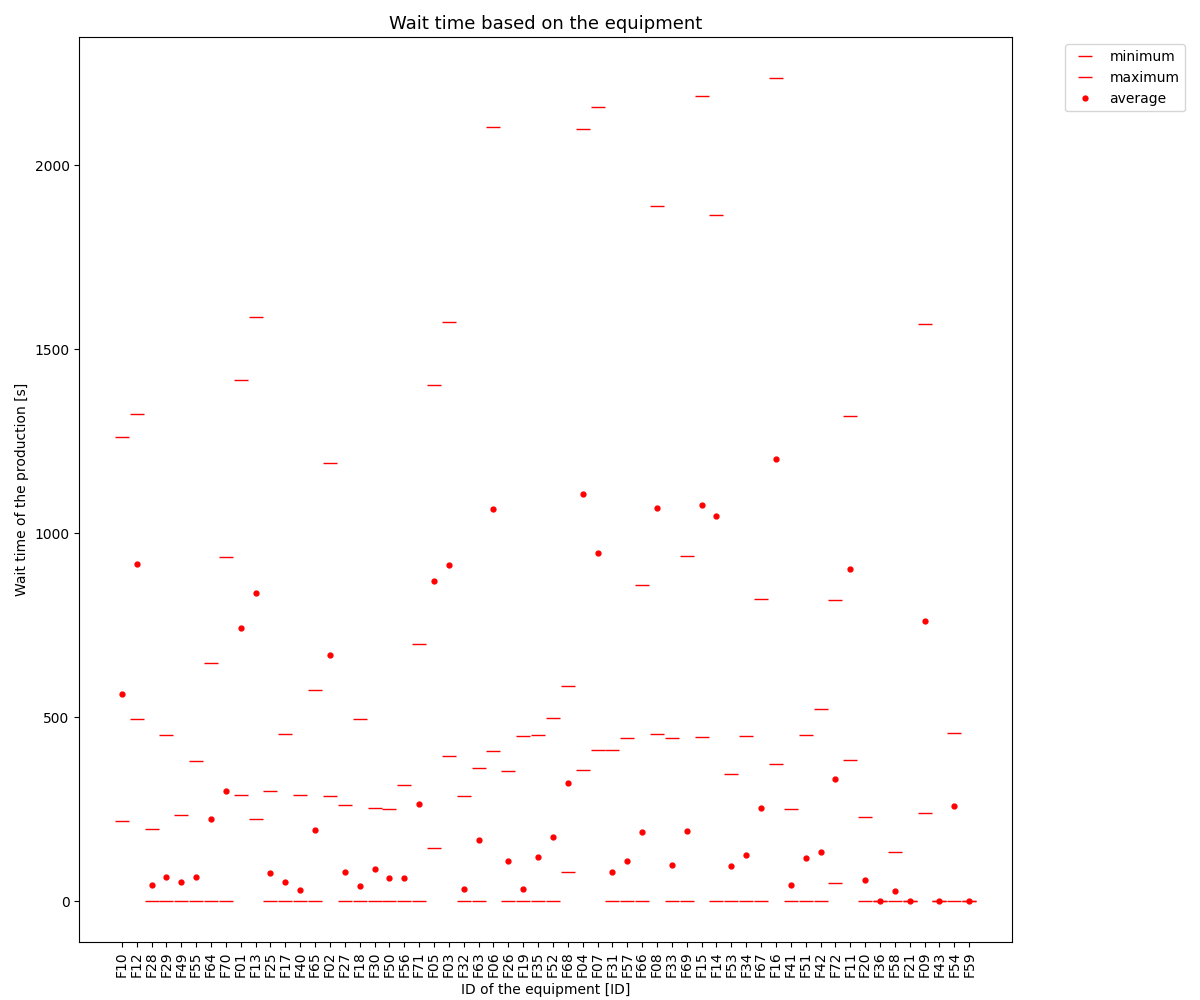 Wait time based on the equipment
minimum
maximum
average
Wait time of the production [s]
2000
1500
1000
500
0
F10 F12 F28 F29 F49 F55 F64 F70 F01 F13 F25 F17 F40 F65 F02 F27 F18 F30 F50 F56 F71 F05 F03 F32 F63 F06 F26 F19 F35 F52 F68 F04 F07 F31 F57 F66 F08 F33 F69 F15 F14 F53 F34 F67 F16 F41 F51 F42 F72 F11 F20 F36 F58 F21 F09 F43 F54 F59
ID of the equipment [ID]